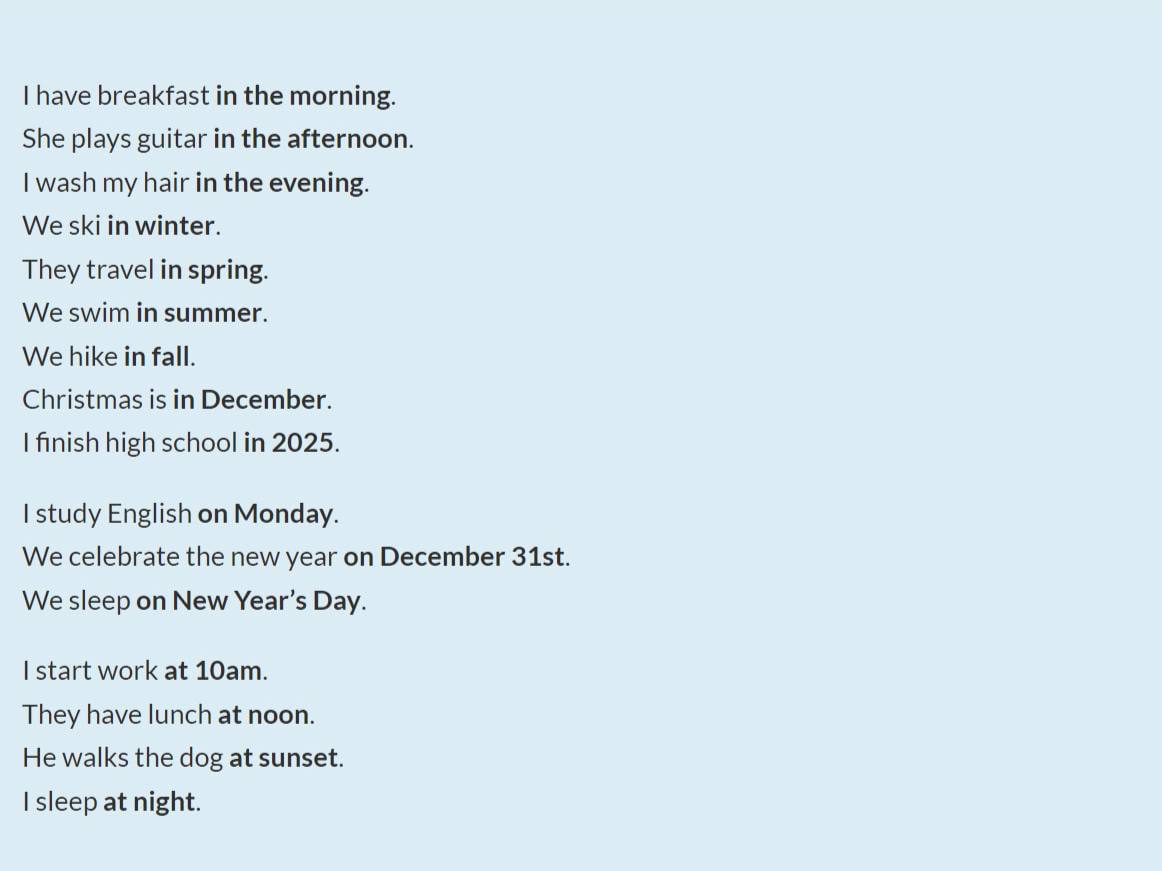 I have breakfast in the morning.
She plays guitar in the afternoon.
I wash my hair in the evening.
We ski in winter.
They travel in spring.
We swim in summer.
We hike in fall.
Christmas is in December.
I finish high school in 2025.
I study English on Monday.
We celebrate the new year on December 31st.
We sleep on New Year’s Day.
I start work at 10am.
They have lunch at noon.
He walks the dog at sunset.
I sleep at night.